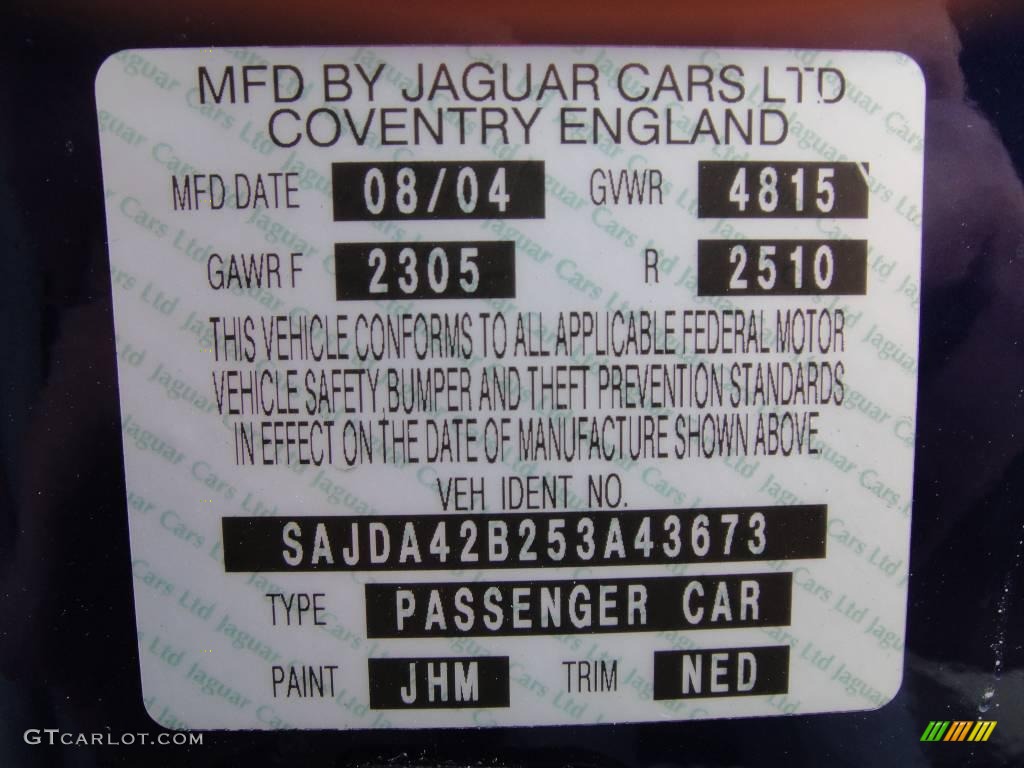 MFD BY JAGUAR CARS LTD
COVENTRY ENGLAND
MFD DATE 08/04 GVWR 4815
GAWR F 2305 R 2510
THIS VEHICLE CONFORMS TO ALL APPLICABLE FEDERAL MOTOR
VEHICLE SAFETY, BUMPER AND THEFT PREVENTION STANDARDS
IN EFFECT ON THE DATE OF MANUFACTURE SHOWN ABOVE.
VEH IDENT NO.
SAJDA42B253A43673
TYPE PASSENGER CAR
PAINT JHM TRIM NED
GTCARLOT.COM